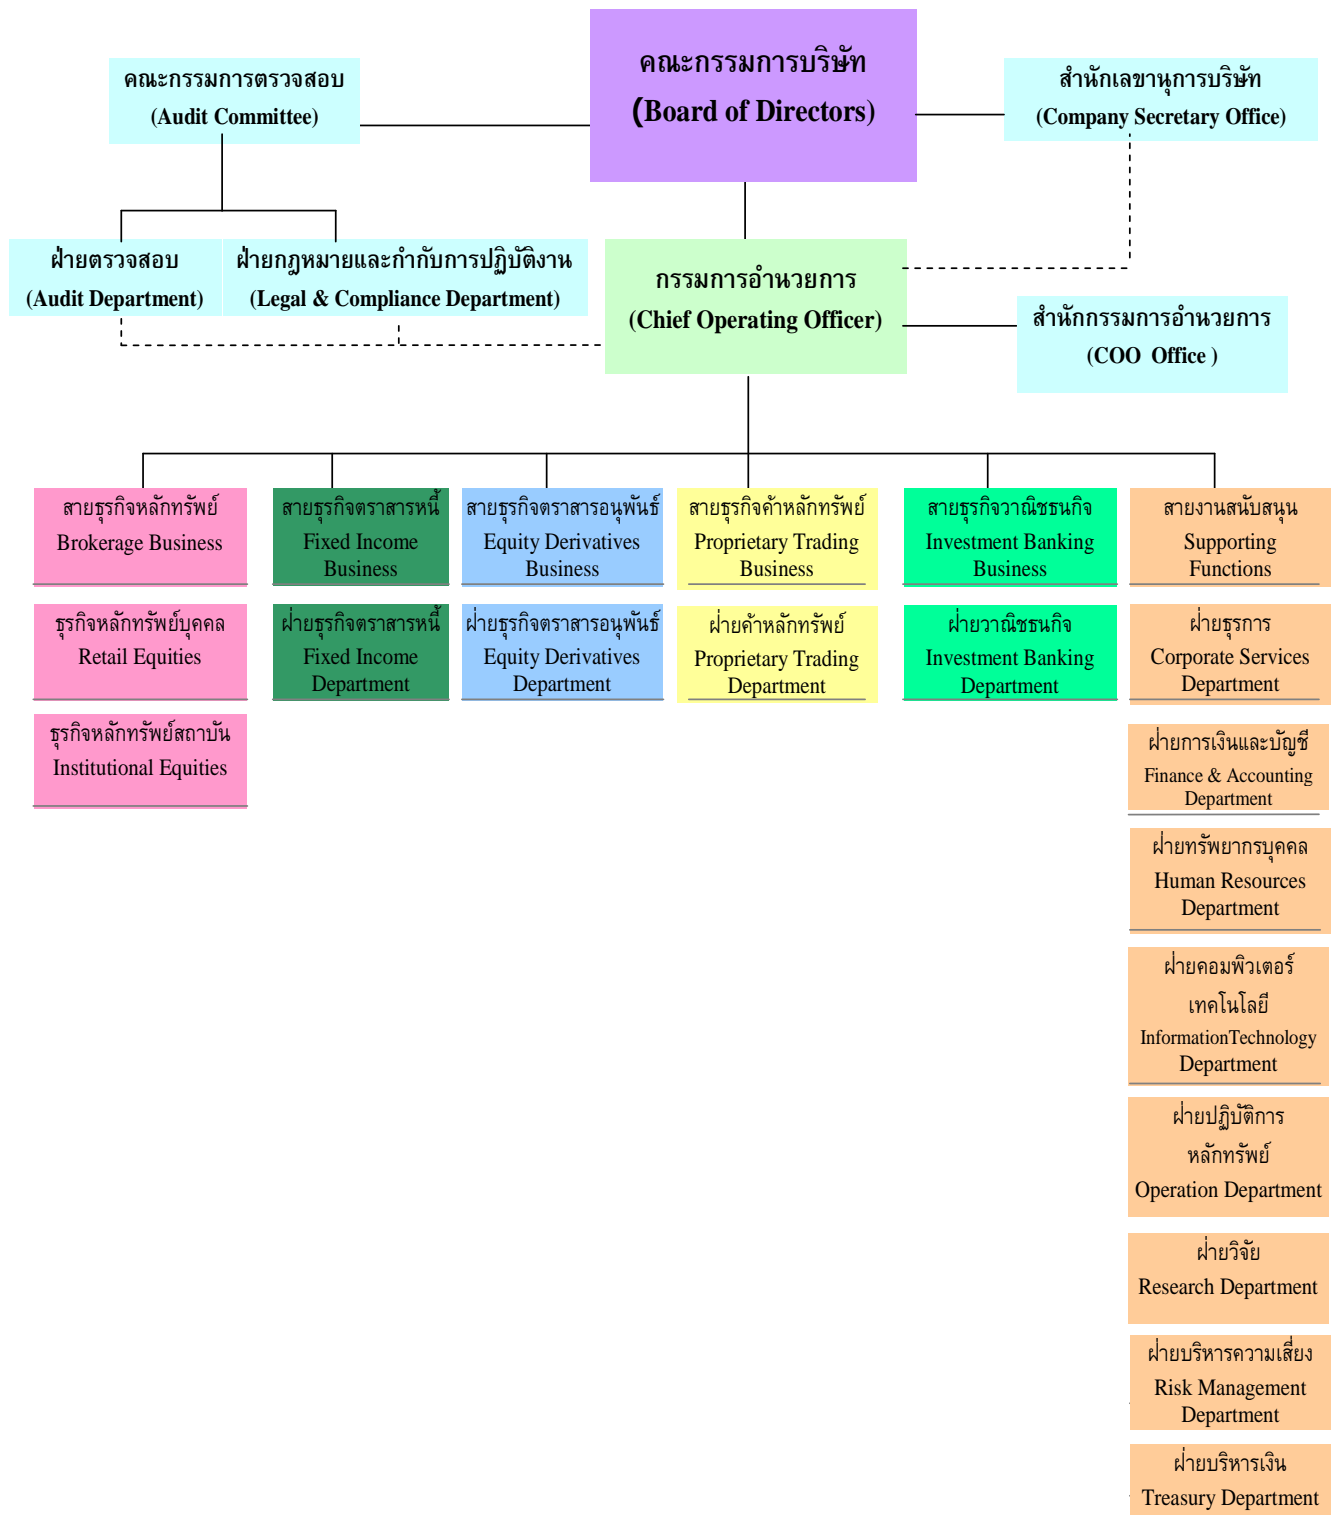 คณะกรรมการบริษัท
(Board of Directors)
คณะกรรมการตรวจสอบ
(Audit Committee)
สำนักเลขานุการบริษัท
(Company Secretary Office)
ฝ่ายตรวจสอบ
(Audit Department)
ฝ่ายกฎหมายและกำกับการปฏิบัติงาน
(Legal & Compliance Department)
กรรมการอำนวยการ
(Chief Operating Officer)
สำนักกรรมการอำนวยการ
(COO Office )
สายธุรกิจหลักทรัพย์
Brokerage Business
สายธุรกิจตราสารหนี้
Fixed Income
Business
สายธุรกิจตราสารอนุพันธ์
Equity Derivatives
Business
สายธุรกิจค้าหลักทรัพย์
Proprietary Trading
Business
สายธุรกิจวาณิชธนกิจ
Investment Banking
Business
สายงานสนับสนุน
Supporting
Functions
ธุรกิจหลักทรัพย์บุคคล
Retail Equities
ฝ่ายธุรกิจตราสารหนี้
Fixed Income
Department
ฝ่ายธุรกิจตราสารอนุพันธ์
Equity Derivatives
Department
ฝ่ายค้าหลักทรัพย์
Proprietary Trading
Department
ฝ่ายวาณิชธนกิจ
Investment Banking
Department
ฝ่ายธุรการ
Corporate Services
Department
ธุรกิจหลักทรัพย์สถาบัน
Institutional Equities
ฝ่ายการเงินและบัญชี
Finance & Accounting
Department
ฝ่ายทรัพยากรบุคคล
Human Resources
Department
ฝ่ายคอมพิวเตอร์
เทคโนโลยี
InformationTechnology
Department
ฝ่ายปฏิบัติการ
หลักทรัพย์
Operation Department
ฝ่ายวิจัย
Research Department
ฝ่ายบริหารความเสี่ยง
Risk Management
Department
ฝ่ายบริหารเงิน
Treasury Department